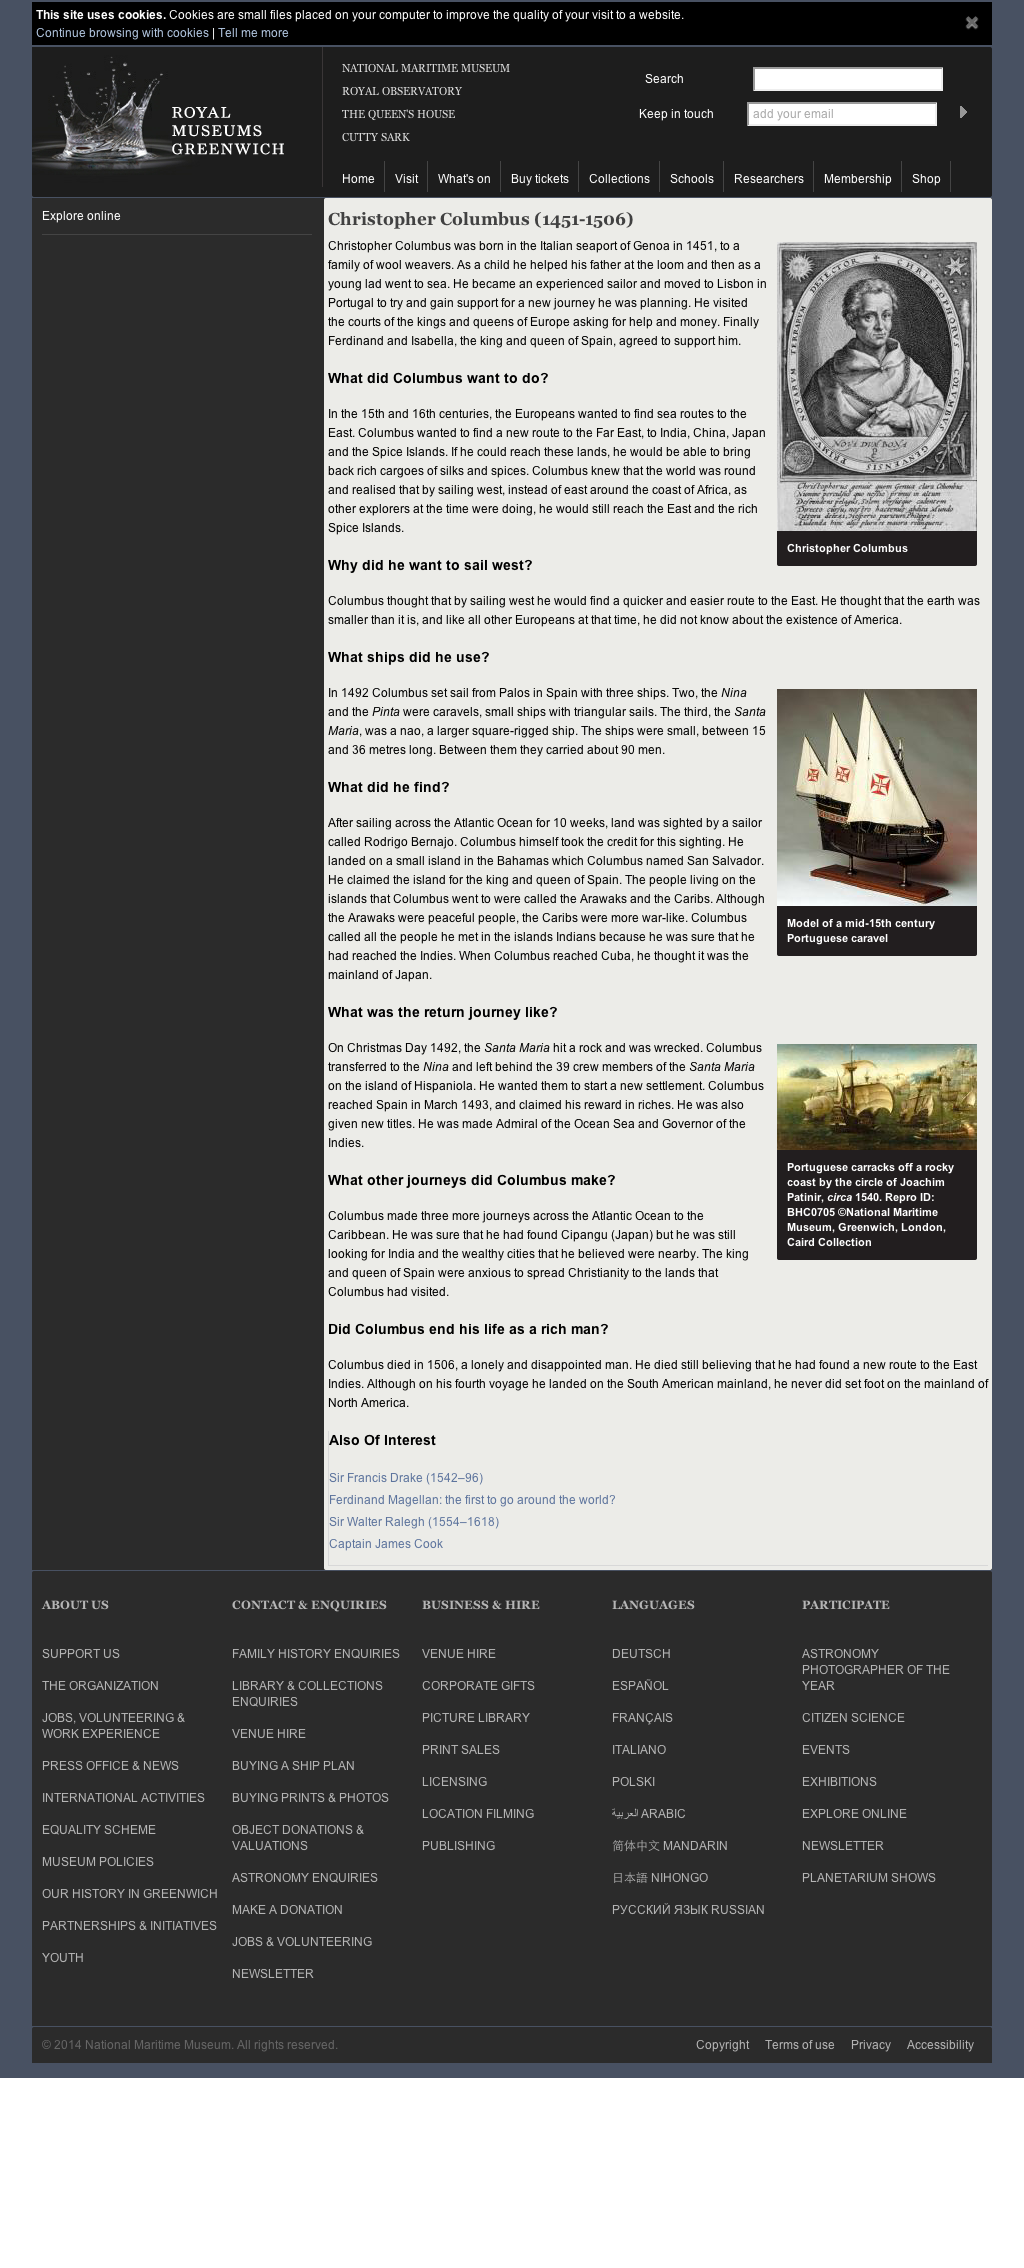 This site uses cookies. Cookies are small files placed on your computer to improve the quality of your visit to a website.
Continue browsing with cookies | Tell me more
ROYAL
MUSEUMS
GREENWICH
NATIONAL MARITIME MUSEUM
ROYAL OBSERVATORY
THE QUEEN'S HOUSE
CUTTY SARK
Search
Keep in touch
add your email
Home
Visit
What's on
Buy tickets
Collections
Schools
Researchers
Membership
Shop
Explore online
Christopher Columbus (1451-1506)
Christopher Columbus was born in the Italian seaport of Genoa in 1451, to a
family of wool weavers. As a child he helped his father at the loom and then as a
young lad went to sea. He became an experienced sailor and moved to Lisbon in
Portugal to try and gain support for a new journey he was planning. He visited
the courts of the kings and queens of Europe asking for help and money. Finally
Ferdinand and Isabella, the king and queen of Spain, agreed to support him.
DETECTOR ✝ CHRISTOPHORUS COLUMBUS GENUENSIS PRIMUS NOVARUM TERRARUM
Christopher Columbus
What did Columbus want to do?
In the 15th and 16th centuries, the Europeans wanted to find sea routes to the
East. Columbus wanted to find a new route to the Far East, to India, China, Japan
and the Spice Islands. If he could reach these lands, he would be able to bring
back rich cargoes of silks and spices. Columbus knew that the world was round
and realised that by sailing west, instead of east around the coast of Africa, as
other explorers at the time were doing, he would still reach the East and the rich
Spice Islands.
Why did he want to sail west?
Columbus thought that by sailing west he would find a quicker and easier route to the East. He thought that the earth was
smaller than it is, and like all other Europeans at that time, he did not know about the existence of America.
What ships did he use?
In 1492 Columbus set sail from Palos in Spain with three ships. Two, the Nina
and the Pinta were caravels, small ships with triangular sails. The third, the Santa
Maria, was a nao, a larger square-rigged ship. The ships were small, between 15
and 36 metres long. Between them they carried about 90 men.
Model of a mid-15th century
Portuguese caravel
What did he find?
After sailing across the Atlantic Ocean for 10 weeks, land was sighted by a sailor
called Rodrigo Bernajo. Columbus himself took the credit for this sighting. He
landed on a small island in the Bahamas which Columbus named San Salvador.
He claimed the island for the king and queen of Spain. The people living on the
islands that Columbus went to were called the Arawaks and the Caribs. Although
the Arawaks were peaceful people, the Caribs were more war-like. Columbus
called all the people he met in the islands Indians because he was sure that he
had reached the Indies. When Columbus reached Cuba, he thought it was the
mainland of Japan.
What was the return journey like?
On Christmas Day 1492, the Santa Maria hit a rock and was wrecked. Columbus
transferred to the Nina and left behind the 39 crew members of the Santa Maria
on the island of Hispaniola. He wanted them to start a new settlement. Columbus
reached Spain in March 1493, and claimed his reward in riches. He was also
given new titles. He was made Admiral of the Ocean Sea and Governor of the
Indies.
Portuguese carracks off a rocky
coast by the circle of Joachim
Patinir, circa 1540. Repro ID:
BHC0705 ©National Maritime
Museum, Greenwich, London,
Caird Collection
What other journeys did Columbus make?
Columbus made three more journeys across the Atlantic Ocean to the
Caribbean. He was sure that he had found Cipangu (Japan) but he was still
looking for India and the wealthy cities that he believed were nearby. The king
and queen of Spain were anxious to spread Christianity to the lands that
Columbus had visited.
Did Columbus end his life as a rich man?
Columbus died in 1506, a lonely and disappointed man. He died still believing that he had found a new route to the East
Indies. Although on his fourth voyage he landed on the South American mainland, he never did set foot on the mainland of
North America.
Also Of Interest
Sir Francis Drake (1542–96)
Ferdinand Magellan: the first to go around the world?
Sir Walter Ralegh (1554–1618)
Captain James Cook
ABOUT US
SUPPORT US
THE ORGANIZATION
JOBS, VOLUNTEERING &
WORK EXPERIENCE
PRESS OFFICE & NEWS
INTERNATIONAL ACTIVITIES
EQUALITY SCHEME
MUSEUM POLICIES
OUR HISTORY IN GREENWICH
PARTNERSHIPS & INITIATIVES
YOUTH
CONTACT & ENQUIRIES
FAMILY HISTORY ENQUIRIES
LIBRARY & COLLECTIONS
ENQUIRIES
VENUE HIRE
BUYING A SHIP PLAN
BUYING PRINTS & PHOTOS
OBJECT DONATIONS &
VALUATIONS
ASTRONOMY ENQUIRIES
MAKE A DONATION
JOBS & VOLUNTEERING
NEWSLETTER
BUSINESS & HIRE
VENUE HIRE
CORPORATE GIFTS
PICTURE LIBRARY
PRINT SALES
LICENSING
LOCATION FILMING
PUBLISHING
LANGUAGES
DEUTSCH
ESPAÑOL
FRANÇAIS
ITALIANO
POLSKI
العربية ARABIC
简体中文 MANDARIN
日本語 NIHONGO
РУССКИЙ ЯЗЫК RUSSIAN
PARTICIPATE
ASTRONOMY
PHOTOGRAPHER OF THE
YEAR
CITIZEN SCIENCE
EVENTS
EXHIBITIONS
EXPLORE ONLINE
NEWSLETTER
PLANETARIUM SHOWS
© 2014 National Maritime Museum. All rights reserved.
Copyright
Terms of use
Privacy
Accessibility